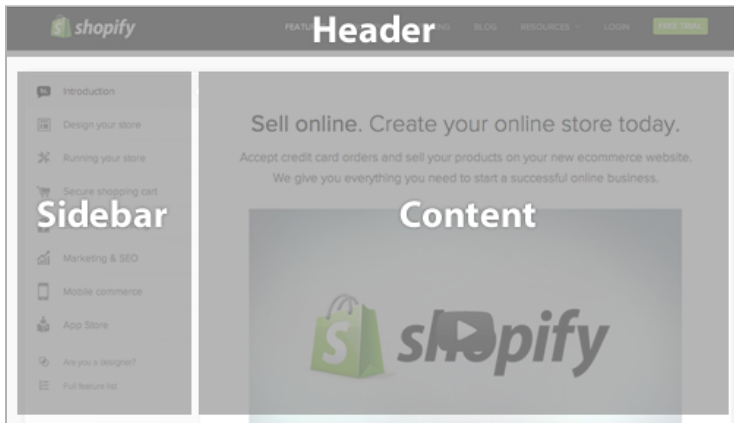 shopify
Header
BLOG
RESOURCES
LOGIN
FREE TRIAL
Introduction
Design your store
Running your store
Secure shopping cart
Sidebar
Marketing & SEO
Mobile commerce
App Store
Are you a designer?
Full feature list
Sell online. Create your online store today.
Accept credit card orders and sell your products on your new ecommerce website.
We give you everything you need to start a successful online business.
Content
shopify